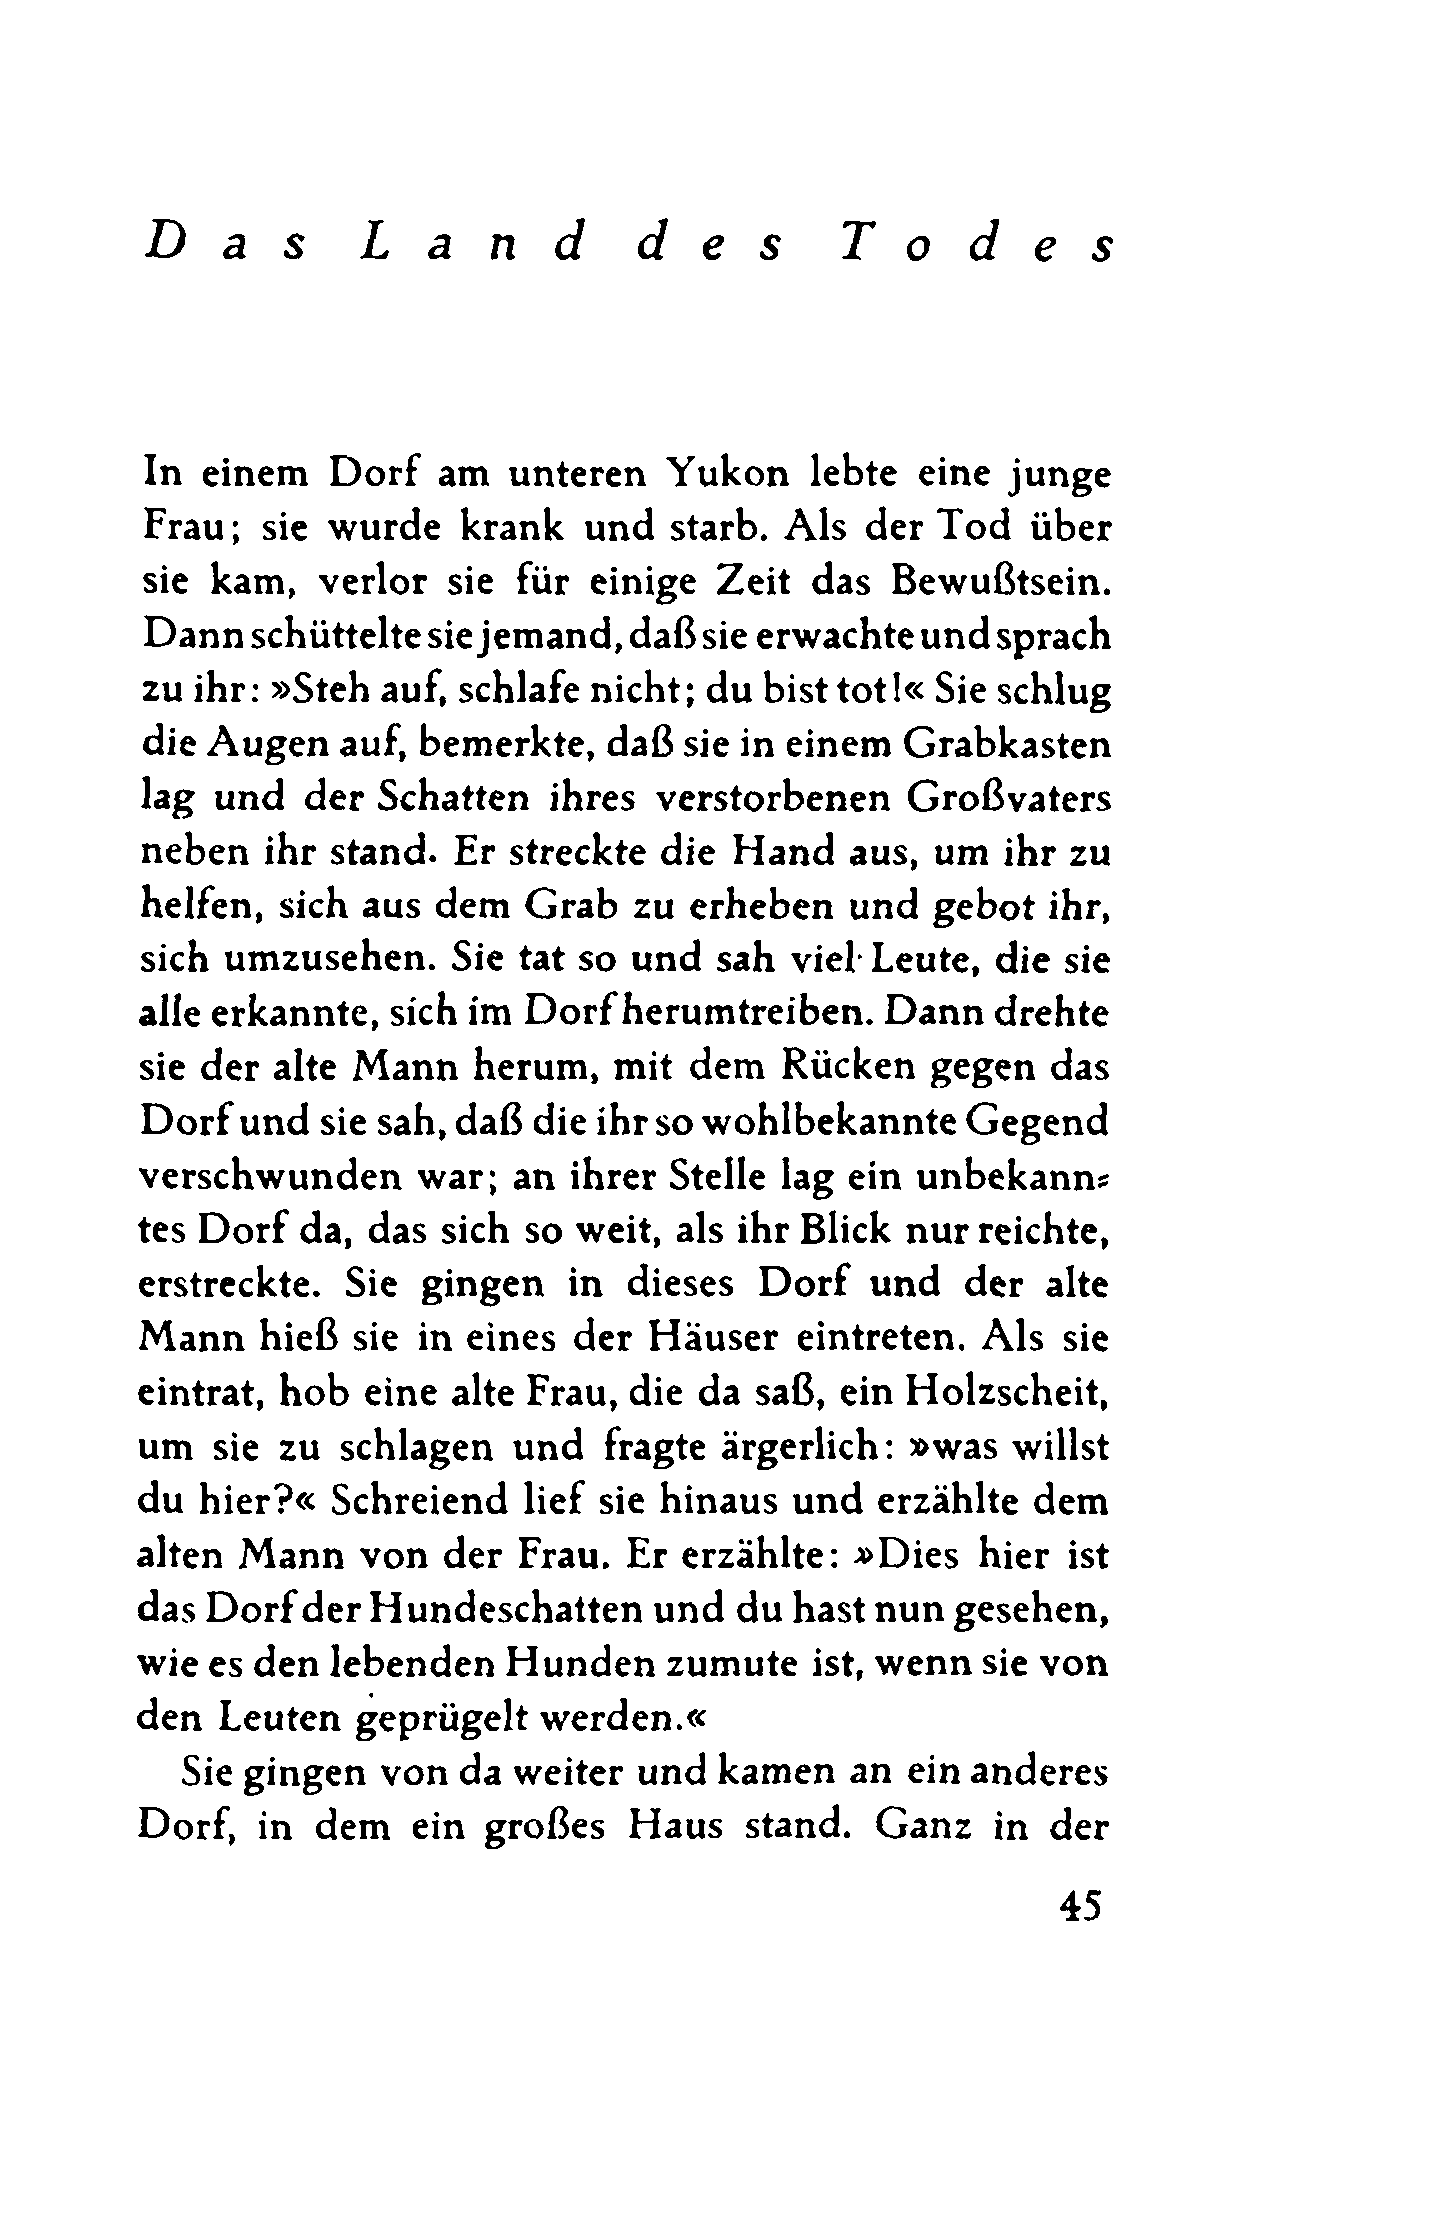 Das Land des Todes
In einem Dorf am unteren Yukon lebte eine junge
Frau; sie wurde krank und starb. Als der Tod über
sie kam, verlor sie für einige Zeit das Bewußtsein.
Dann schüttelte sie jemand, daß sie erwachte und sprach
zu ihr: »Steh auf, schlafe nicht; du bist tot!« Sie schlug
die Augen auf, bemerkte, daß sie in einem Grabkasten
lag und der Schatten ihres verstorbenen Großvaters
neben ihr stand. Er streckte die Hand aus, um ihr zu
helfen, sich aus dem Grab zu erheben und gebot ihr,
sich umzusehen. Sie tat so und sah viel Leute, die sie
alle erkannte, sich im Dorf herumtreiben. Dann drehte
sie der alte Mann herum, mit dem Rücken gegen das
Dorf und sie sah, daß die ihr so wohlbekannte Gegend
verschwunden war; an ihrer Stelle lag ein unbekann-
tes Dorf da, das sich so weit, als ihr Blick nur reichte,
erstreckte. Sie gingen in dieses Dorf und der alte
Mann hieß sie in eines der Häuser eintreten. Als sie
eintrat, hob eine alte Frau, die da saß, ein Holzscheit,
um sie zu schlagen und fragte ärgerlich: »was willst
du hier?« Schreiend lief sie hinaus und erzählte dem
alten Mann von der Frau. Er erzählte: »Dies hier ist
das Dorf der Hundeschatten und du hast nun gesehen,
wie es den lebenden Hunden zumute ist, wenn sie von
den Leuten geprügelt werden.«
Sie gingen von da weiter und kamen an ein anderes
Dorf, in dem ein großes Haus stand. Ganz in der
45